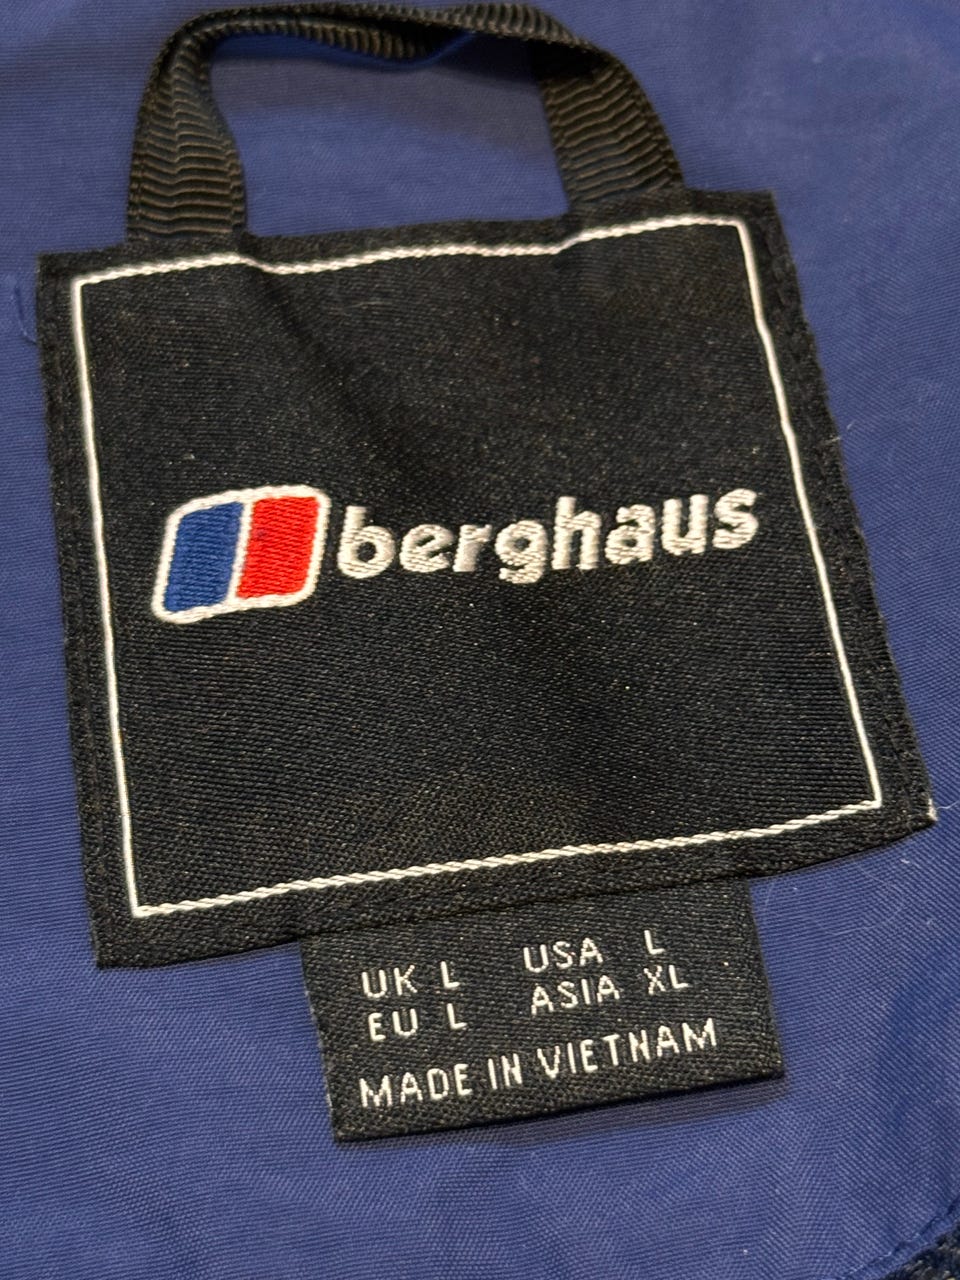 berghaus
UK L USA L
EU L ASIA XL
MADE IN VIETNAM